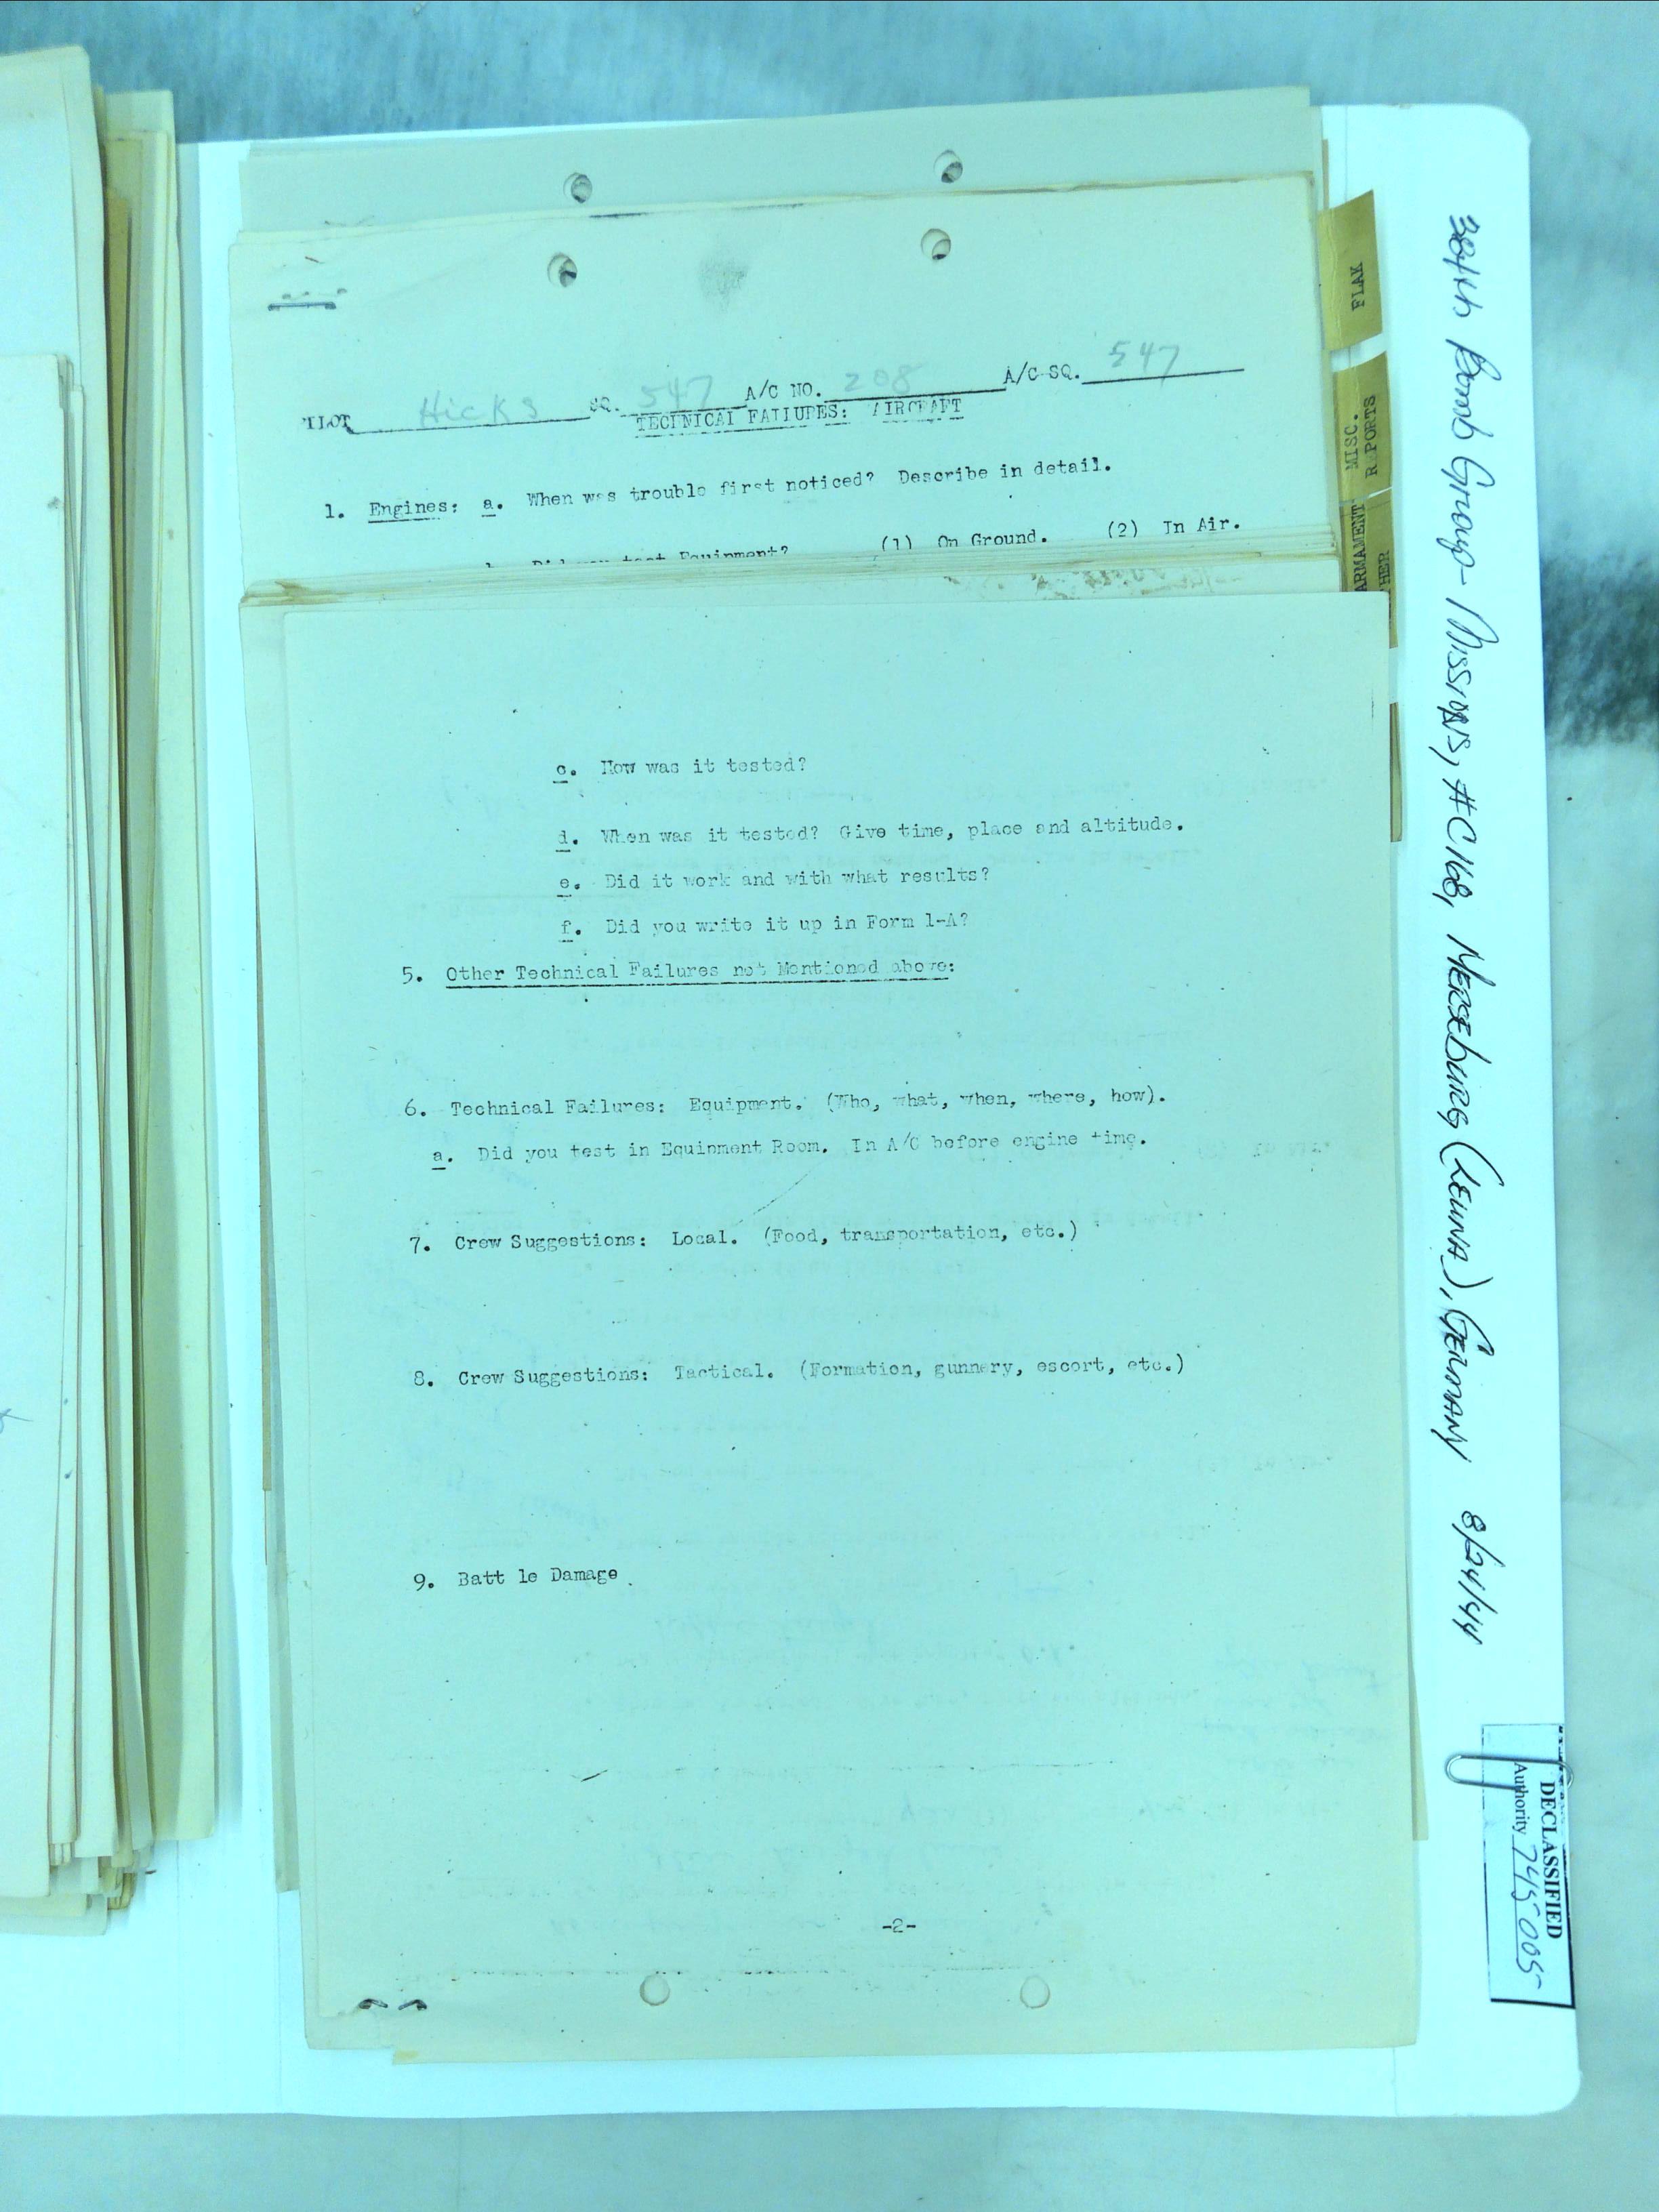 PILOT Hicks SQ. 547 A/C NO. 208 A/C SQ. 547
TECHNICAL FAILURES: AIRCRAFT
1. Engines: a. When was trouble first noticed? Describe in detail.
b. Did you test Equipment? (1) On Ground. (2) In Air.
c. How was it tested?
d. When was it tested? Give time, place and altitude.
e. Did it work and with what results?
f. Did you write it up in Form 1-A?
5. Other Technical Failures not Mentioned above:
6. Technical Failures: Equipment. (Who, what, when, where, how).
a. Did you test in Equipment Room. In A/C before engine time.
7. Crew Suggestions: Local. (Food, transportation, etc.)
8. Crew Suggestions: Tactical. (Formation, gunnery, escort, etc.)
9. Batt le Damage
-2-
FLAK
MISC.
REPORTS
ARMAMENT
HER
384th Bomb Group - Missions, #C168, Merseburg (Leuna), Germany 8/24/44
DECLASSIFIED
Authority 745005